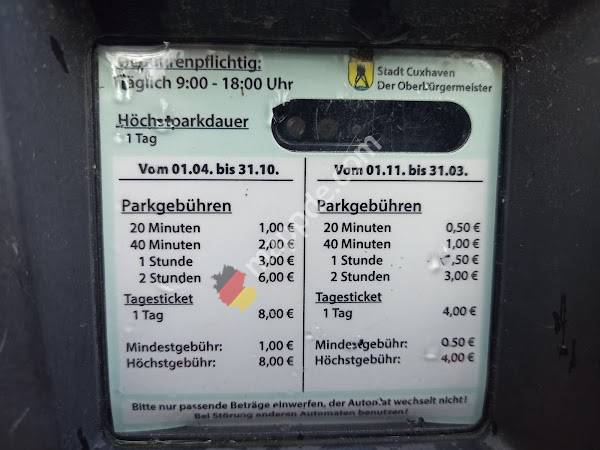 Gebührenpflichtig:
Täglich 9:00 - 18:00 Uhr
Stadt Cuxhaven
Der Oberbürgermeister
Höchstparkdauer
1 Tag
Vom 01.04. bis 31.10.
Parkgebühren
20 Minuten 1,00 €
40 Minuten 2,00 €
1 Stunde 3,00 €
2 Stunden 6,00 €
Tagesticket
1 Tag 8,00 €
Mindestgebühr: 1,00 €
Höchstgebühr: 8,00 €
Vom 01.11. bis 31.03.
Parkgebühren
20 Minuten 0,50 €
40 Minuten 1,00 €
1 Stunde 1,50 €
2 Stunden 3,00 €
Tagesticket
1 Tag 4,00 €
Mindestgebühr: 0,50 €
Höchstgebühr: 4,00 €
Bitte nur passende Beträge einwerfen, der Automat wechselt nicht!
Bei Störung anderen Automaten benutzen!